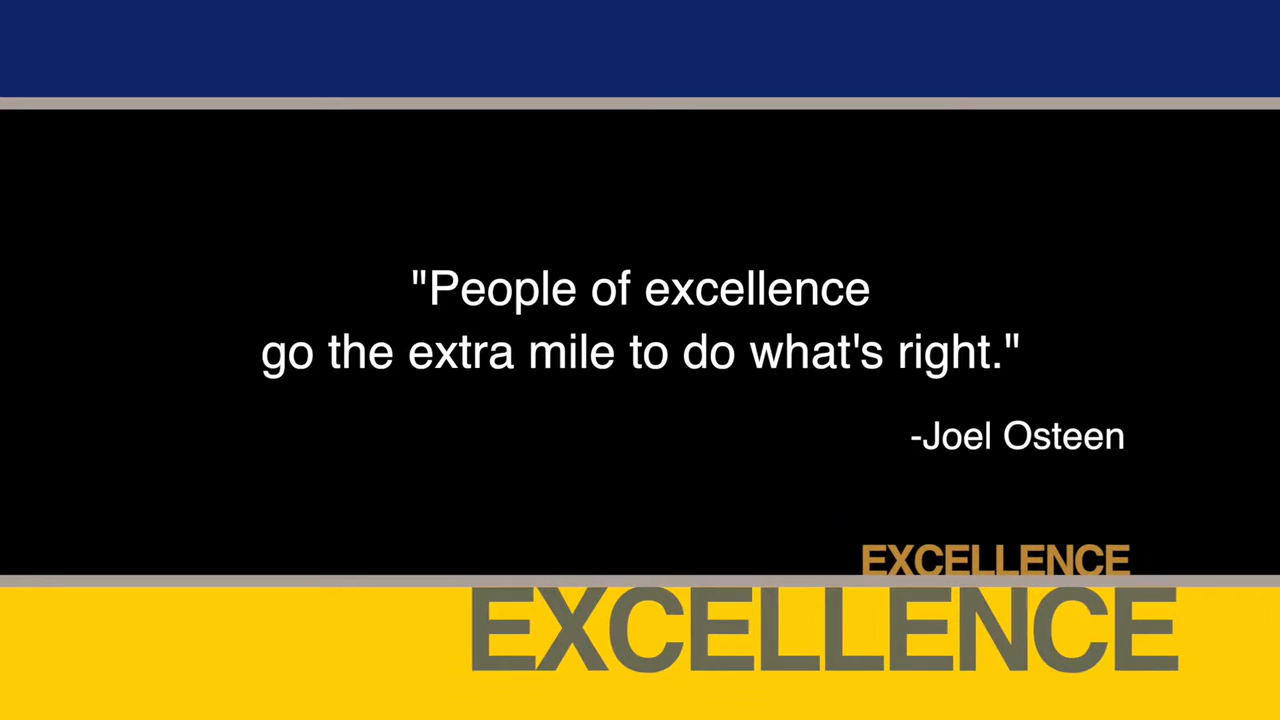 "People of excellence
go the extra mile to do what's right."
-Joel Osteen
EXCELLENCE
EXCELLENCE